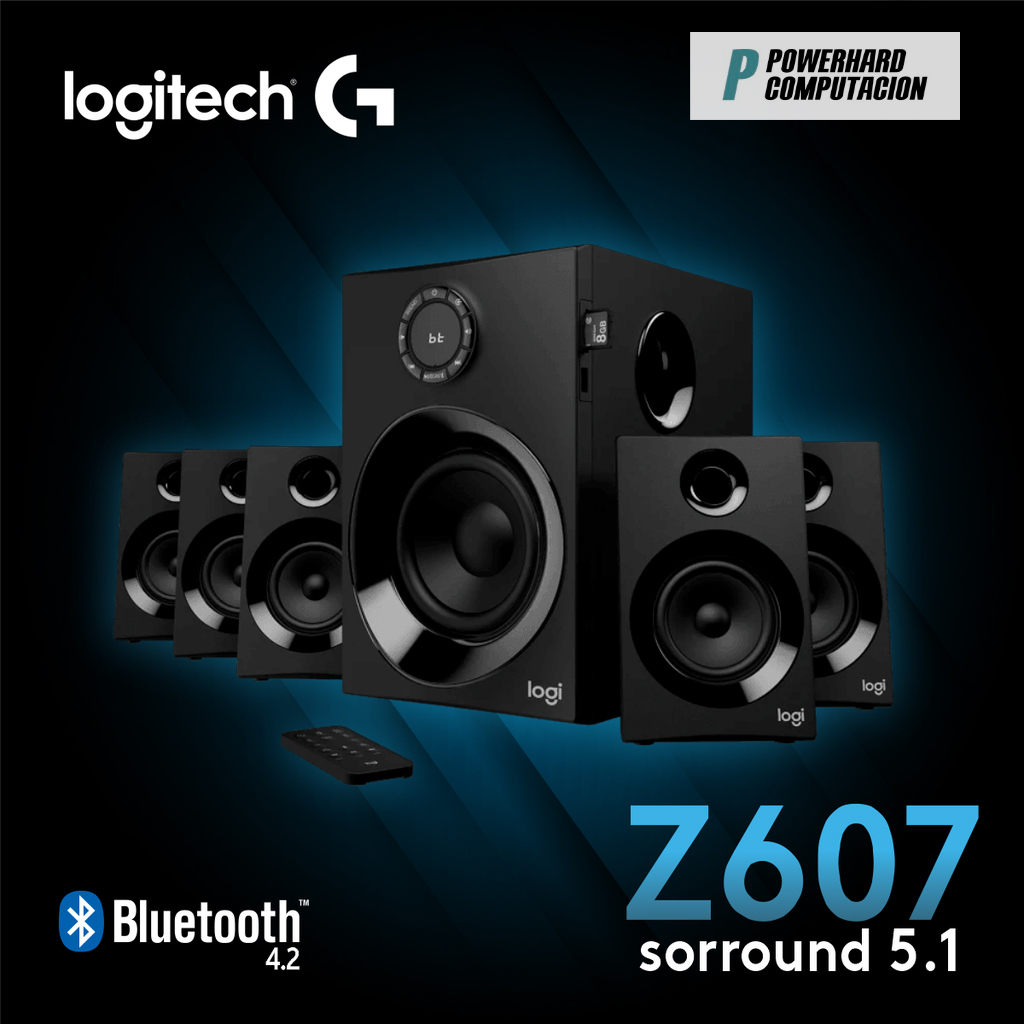 logitech
POWERHARD
COMPUTACION
bt
8GB
logi
logi
logi
Z607
sorround 5.1
Bluetooth™
4.2